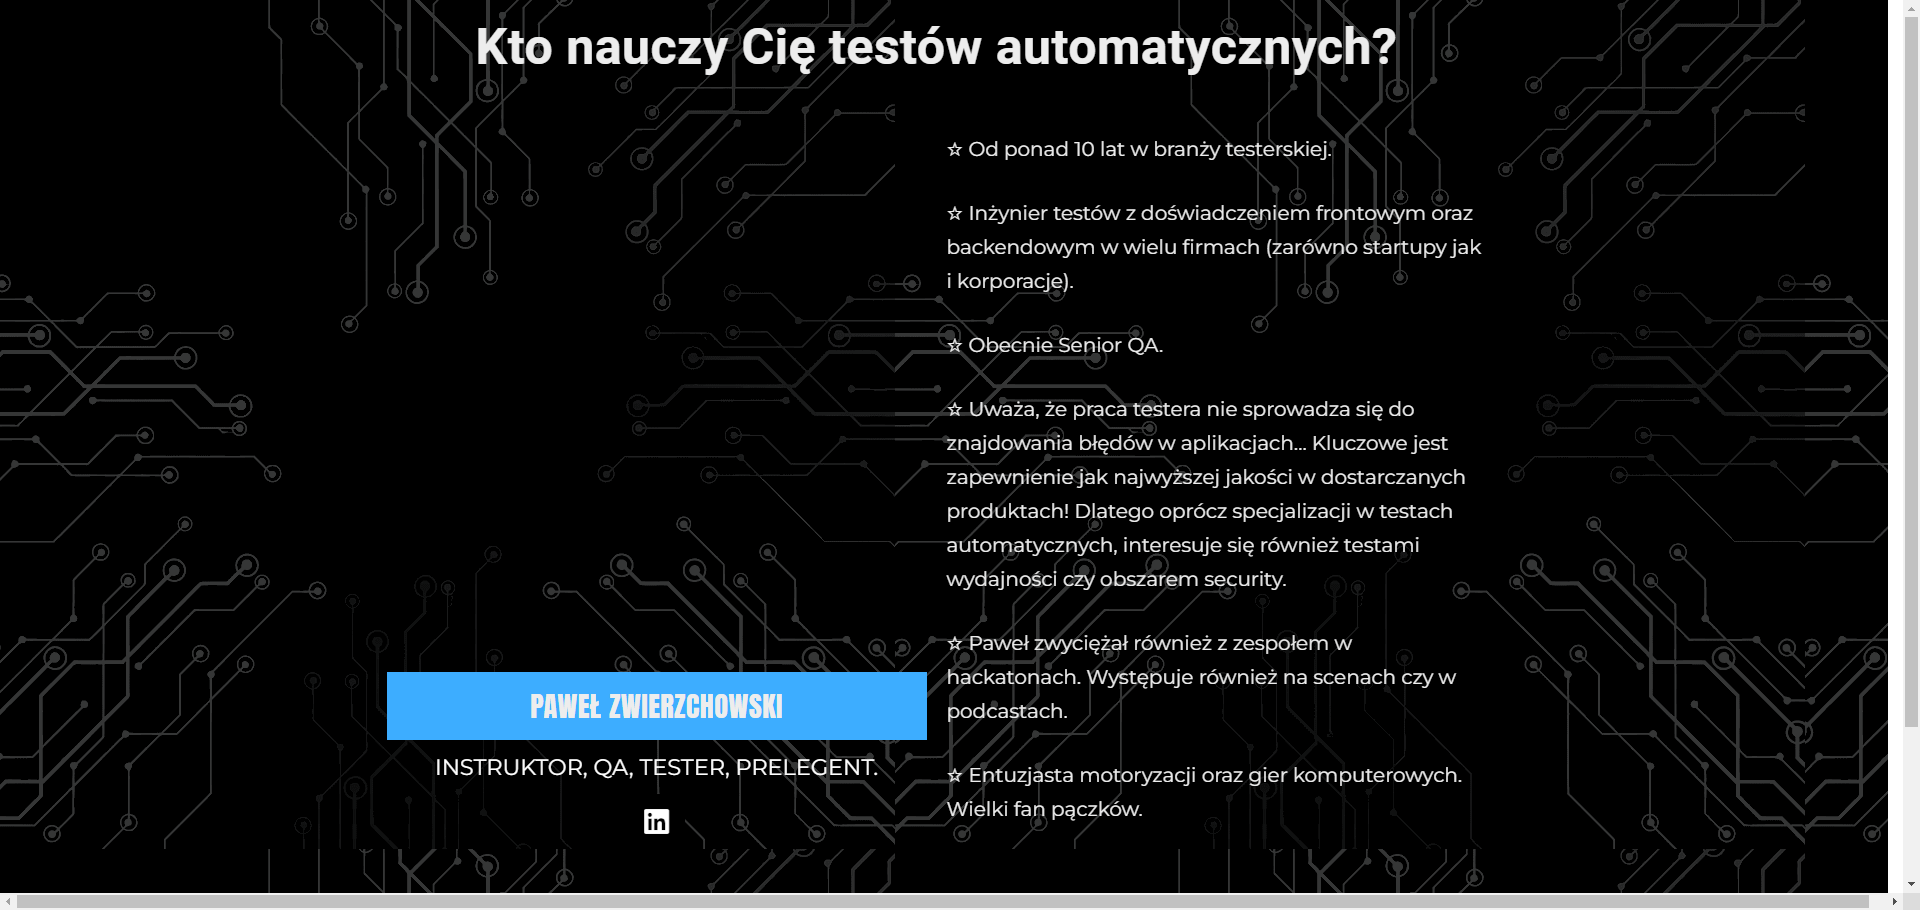 Kto nauczy Cię testów automatycznych?
☆ Od ponad 10 lat w branży testerskiej.
☆ Inżynier testów z doświadczeniem frontowym oraz
backendowym w wielu firmach (zarówno startupy jak
i korporacje).
☆ Obecnie Senior QA.
☆ Uważa, że praca testera nie sprowadza się do
znajdowania błędów w aplikacjach... Kluczowe jest
zapewnienie jak najwyższej jakości w dostarczanych
produktach! Dlatego oprócz specjalizacji w testach
automatycznych, interesuje się również testami
wydajności czy obszarem security.
☆ Paweł zwyciężał również z zespołem w
hackatonach. Występuje również na scenach czy w
podcastach.
☆ Entuzjasta motoryzacji oraz gier komputerowych.
Wielki fan pączków.
PAWEŁ ZWIERZCHOWSKI
INSTRUKTOR, QA, TESTER, PRELEGENT.
in